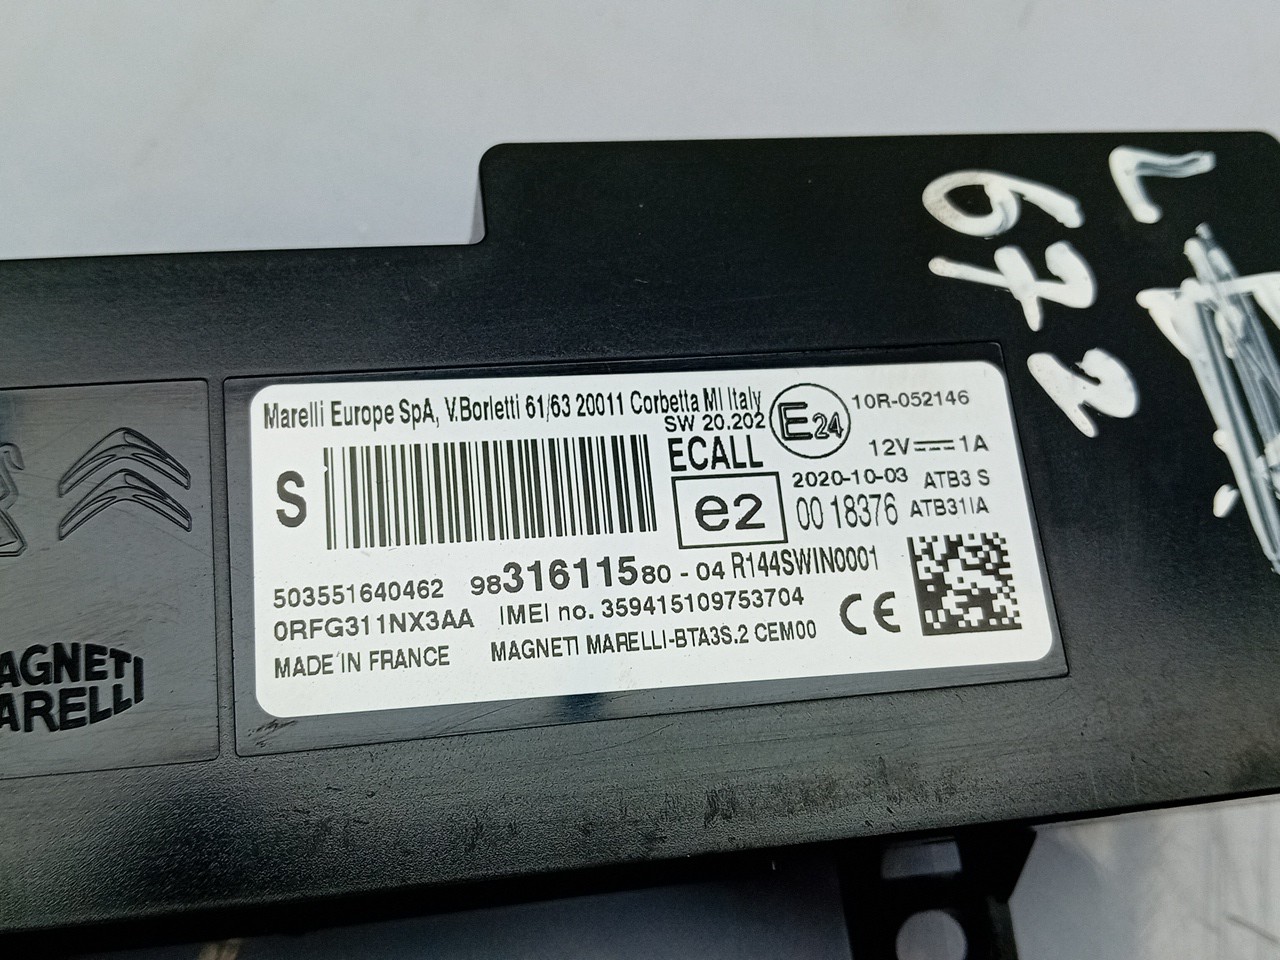 L
672
Marelli Europe SpA, V.Borletti 61/63 20011 Corbetta MI Italy
SW 20.202
E24
10R-052146
S
ECALL
12V 1A
e2
2020-10-03 ATB3 S
00 18376 ATB31IA
503551640462 9831611580 - 04 R144SWIN0001
0RFG311NX3AA IMEI no. 359415109753704
CE
MADE IN FRANCE MAGNETI MARELLI-BTA3S.2 CEM00
AGNETI
ARELLI